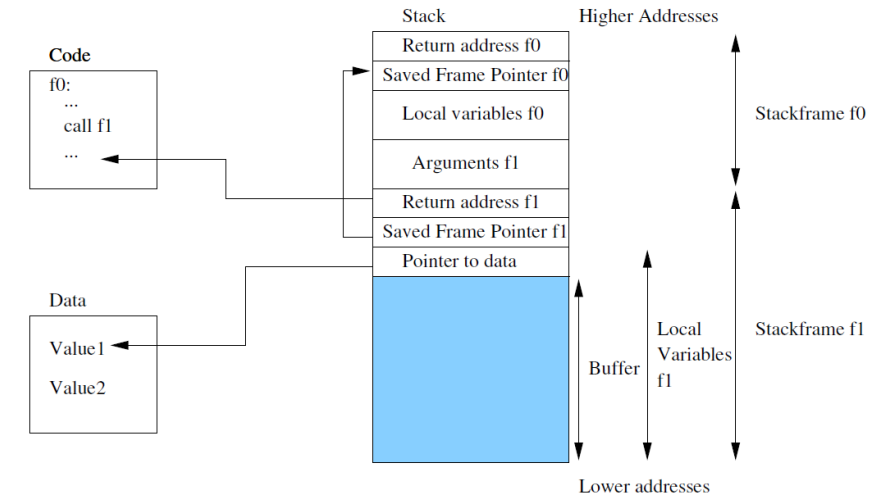 Stack
Higher Addresses
Return address f0
Code
Saved Frame Pointer f0
f0:
...
call f1
...
Local variables f0
Stackframe f0
Arguments f1
Return address f1
Saved Frame Pointer f1
Pointer to data
Data
Value1
Value2
Buffer
Local
Variables
f1
Stackframe f1
Lower addresses